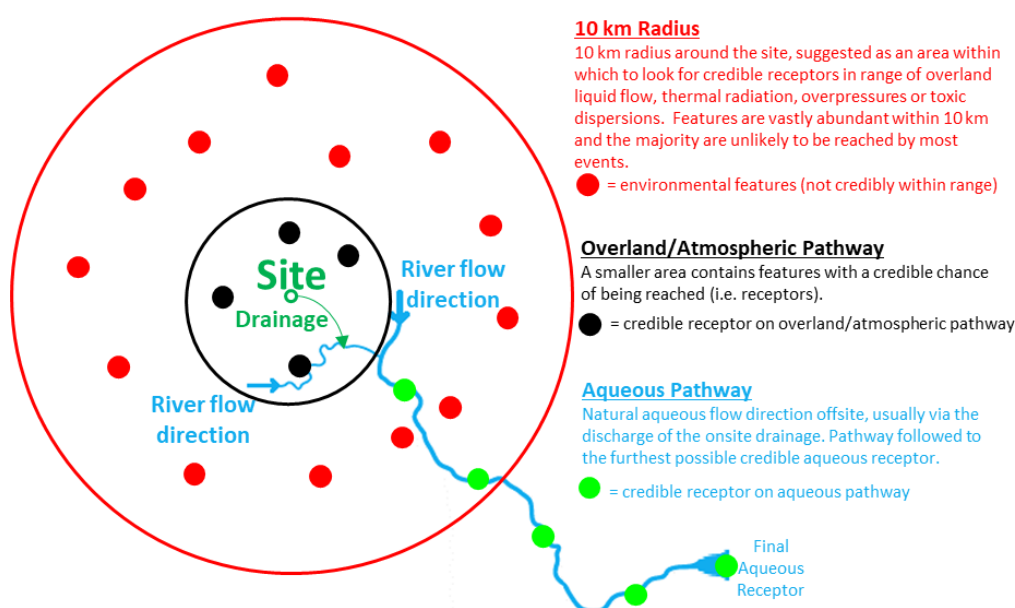 10 km Radius
10 km radius around the site, suggested as an area within
which to look for credible receptors in range of overland
liquid flow, thermal radiation, overpressures or toxic
dispersions.  Features are vastly abundant within 10 km
and the majority are unlikely to be reached by most
events.
= environmental features (not credibly within range)
Site
Drainage
River flow
direction
River flow
direction
Overland/Atmospheric Pathway
A smaller area contains features with a credible chance
of being reached (i.e. receptors).
= credible receptor on overland/atmospheric pathway
Aqueous Pathway
Natural aqueous flow direction offsite, usually via the
discharge of the onsite drainage. Pathway followed to
the furthest possible credible aqueous receptor.
= credible receptor on aqueous pathway
Final
Aqueous
Receptor